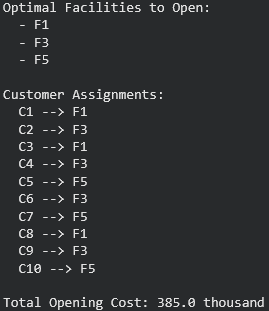 Optimal Facilities to Open:
  - F1
  - F3
  - F5

Customer Assignments:
  C1 --> F1
  C2 --> F3
  C3 --> F1
  C4 --> F3
  C5 --> F5
  C6 --> F3
  C7 --> F5
  C8 --> F1
  C9 --> F3
  C10 --> F5

Total Opening Cost: 385.0 thousand